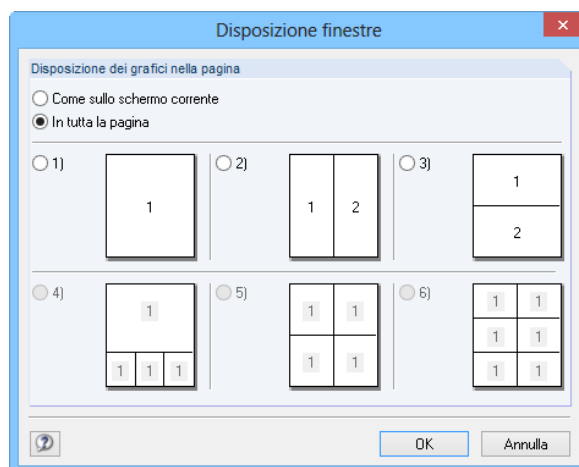 Disposizione finestre
Disposizione dei grafici nella pagina
Come sullo schermo corrente
In tutta la pagina
1) 1
2) 1 2
3) 1
2
4) 1
1 1 1
5) 1 1
1 1
6) 1 1
1 1
1 1
OK Annulla